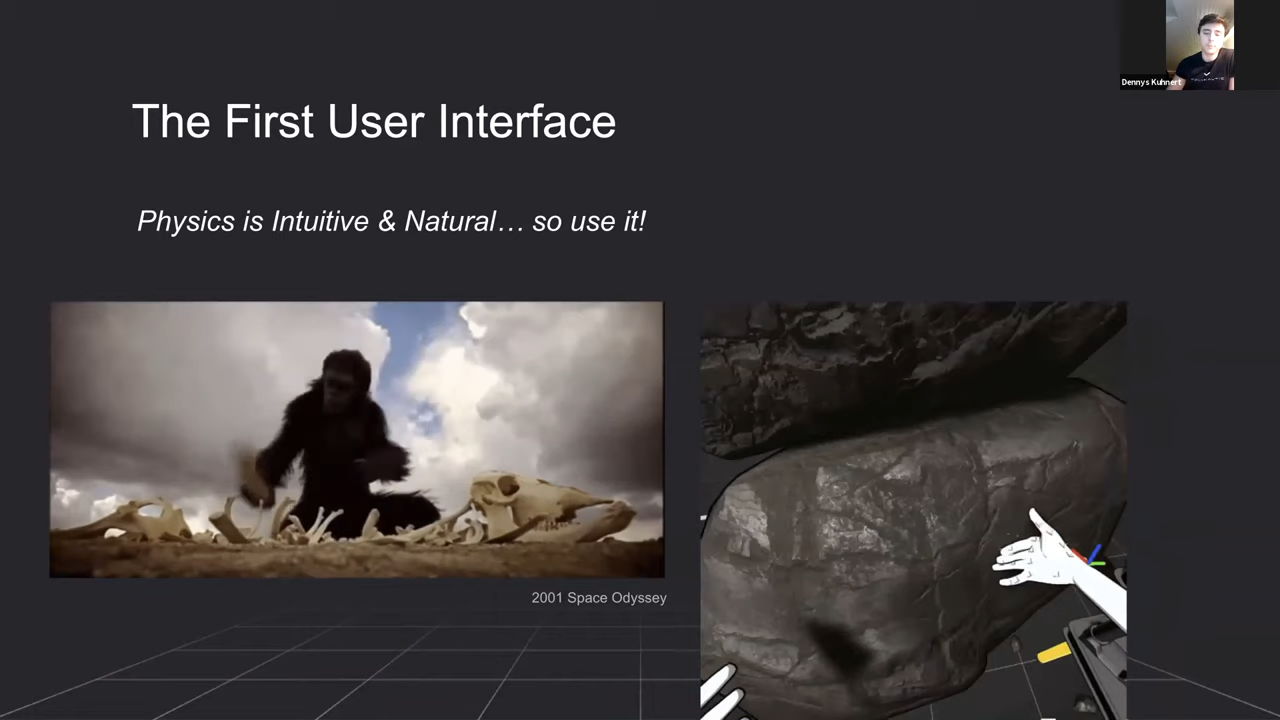 Dennys Kuhnert
The First User Interface
Physics is Intuitive & Natural… so use it!
2001 Space Odyssey